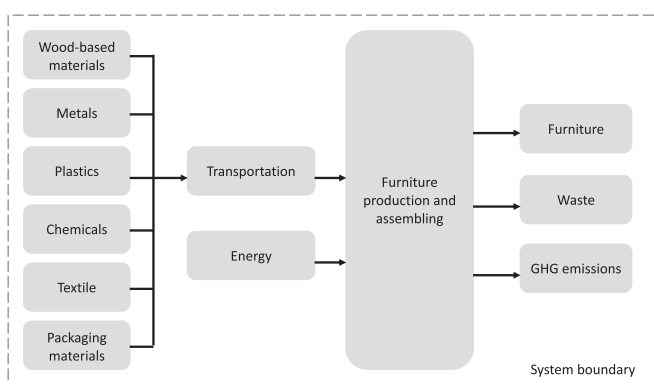 Wood-based
materials
Metals
Plastics
Chemicals
Textile
Packaging
materials
Transportation
Energy
Furniture
production and
assembling
Furniture
Waste
GHG emissions
System boundary